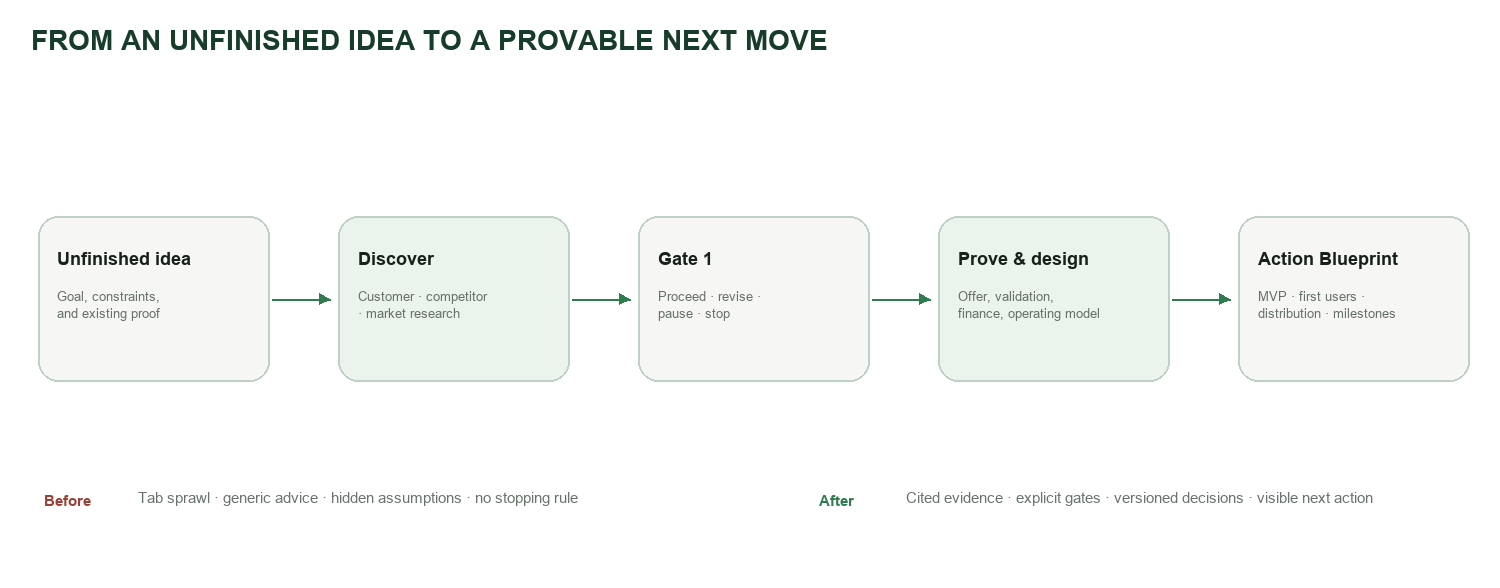 FROM AN UNFINISHED IDEA TO A PROVABLE NEXT MOVE
Unfinished idea
Goal, constraints,
and existing proof
Discover
Customer · competitor
· market research
Gate 1
Proceed · revise ·
pause · stop
Prove & design
Offer, validation,
finance, operating model
Action Blueprint
MVP · first users ·
distribution · milestones
Before
Tab sprawl · generic advice · hidden assumptions · no stopping rule
After
Cited evidence · explicit gates · versioned decisions · visible next action